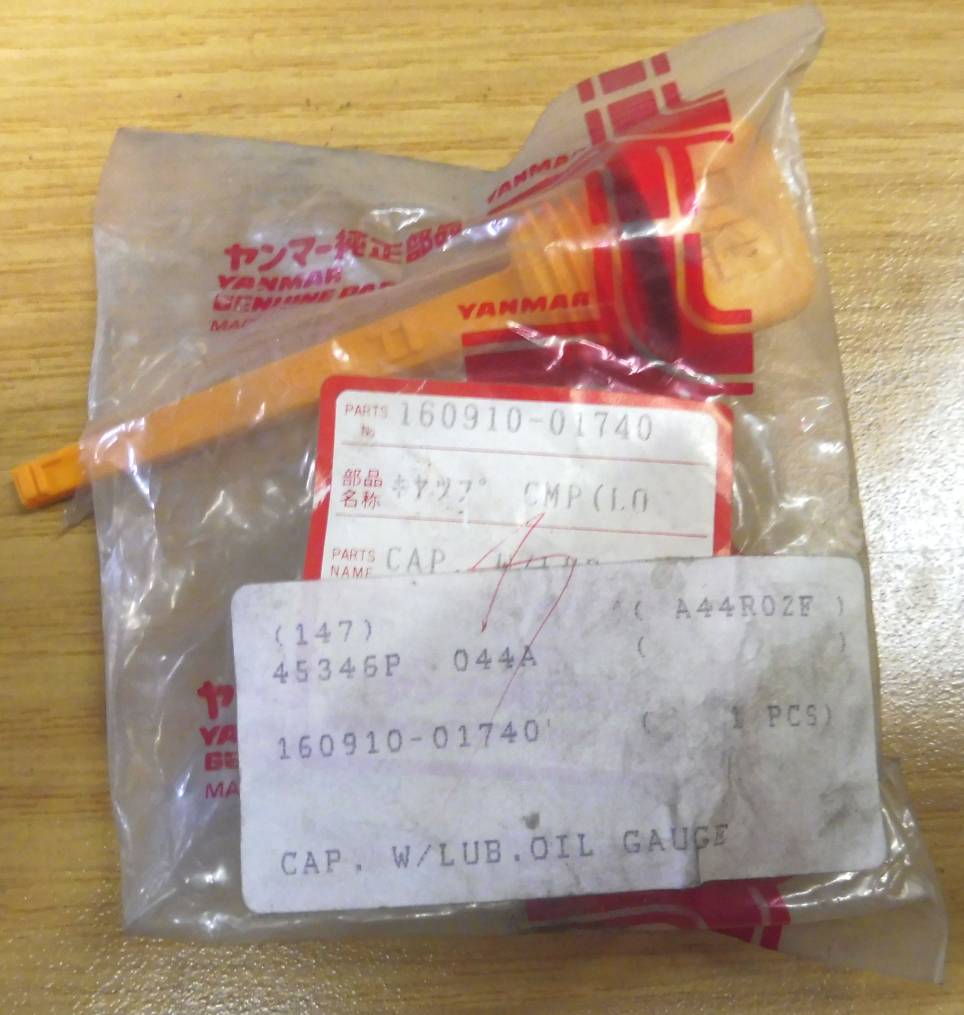 YANMAR
ヤンマー純正部品
YANMAR
GENUINE PAR
MA
YANMAR
PARTS No 160910-01740
部品名称 キヤツプ CMP(LO
PARTS NAME CAP.
(147) ( A44R02F )
45346P 044A ( )
160910-01740 ( 1 PCS)
CAP. W/LUB.OIL GAUGE
ヤ
YA
GE
MA